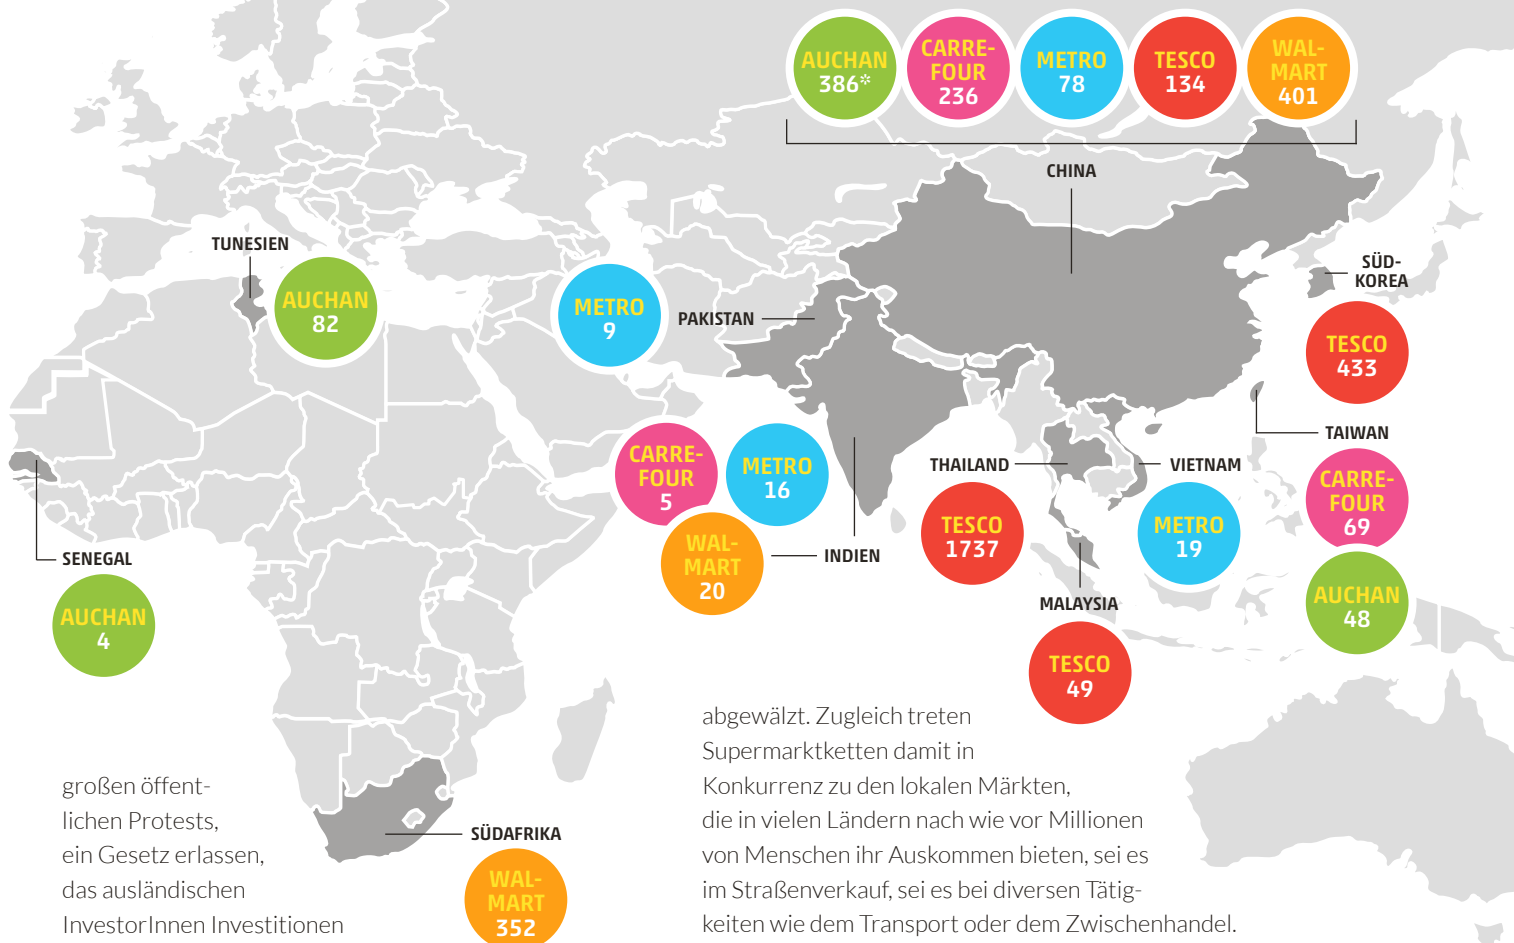 AUCHAN
386*
CARRE-
FOUR
236
METRO
78
TESCO
134
WAL-
MART
401
CHINA
TUNESIEN
AUCHAN
82
METRO
9
PAKISTAN
SÜD-
KOREA
TESCO
433
TAIWAN
CARRE-
FOUR
69
AUCHAN
48
CARRE-
FOUR
5
METRO
16
WAL-
MART
20
INDIEN
THAILAND
TESCO
1737
VIETNAM
METRO
19
MALAYSIA
TESCO
49
SENEGAL
AUCHAN
4
SÜDAFRIKA
WAL-
MART
352
großen öffent-
lichen Protests,
ein Gesetz erlassen,
das ausländischen
InvestorInnen Investitionen
abgewälzt. Zugleich treten
Supermarktketten damit in
Konkurrenz zu den lokalen Märkten,
die in vielen Ländern nach wie vor Millionen
von Menschen ihr Auskommen bieten, sei es
im Straßenverkauf, sei es bei diversen Tätig-
keiten wie dem Transport oder dem Zwischenhandel.